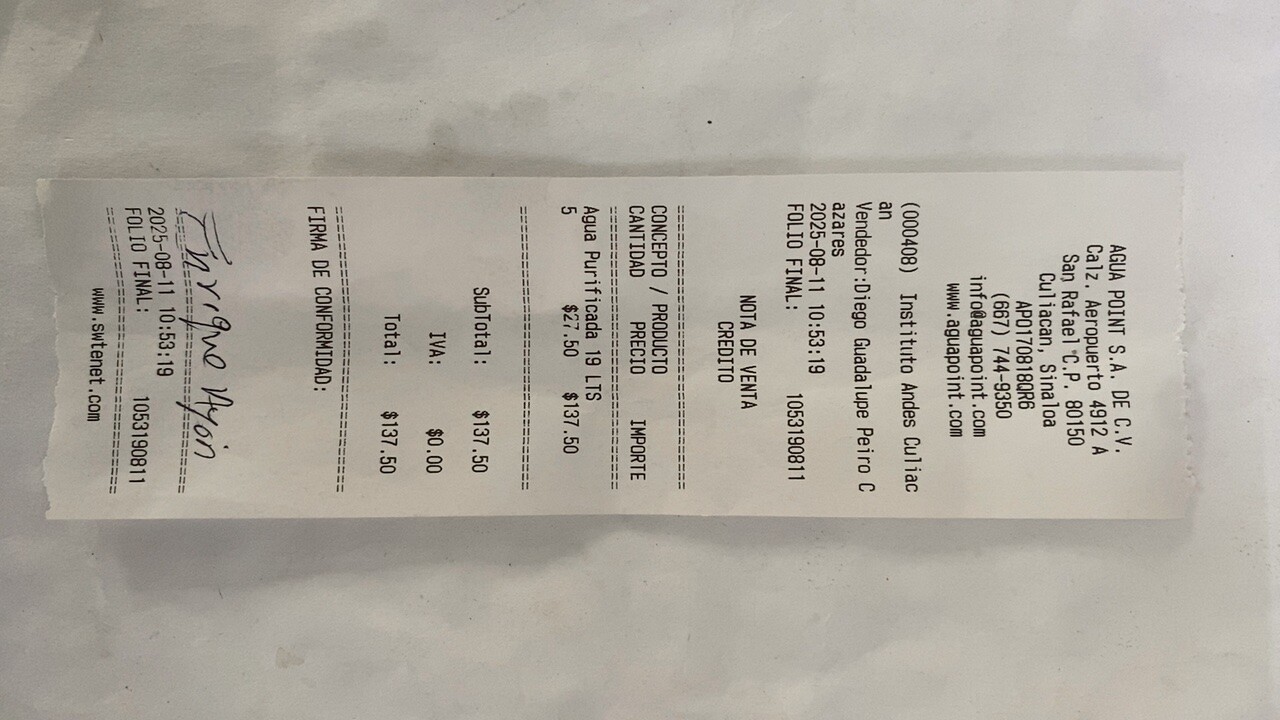 AGUA POINT S.A. DE C.V.
Calz. Aeropuerto 4912 A
San Rafael C.P. 80150
Culiacan, Sinaloa
APO170818QR6
(667) 744-9350
info@aguapoint.com
www.aguapoint.com
(000408) Instituto Andes Culiac
an
Vendedor:Diego Guadalupe Peiro C
azares
2025-08-11 10:53:19
FOLIO FINAL: 1053190811
NOTA DE VENTA
CREDITO
================================
CONCEPTO / PRODUCTO
CANTIDAD PRECIO IMPORTE
================================
Agua Purificada 19 LTS
5 $27.50 $137.50
================================
SubTotal: $137.50
IVA: $0.00
Total: $137.50
================================
FIRMA DE CONFORMIDAD:
================================
2025-08-11 10:53:19
FOLIO FINAL: 1053190811
================================
www.swtenet.com